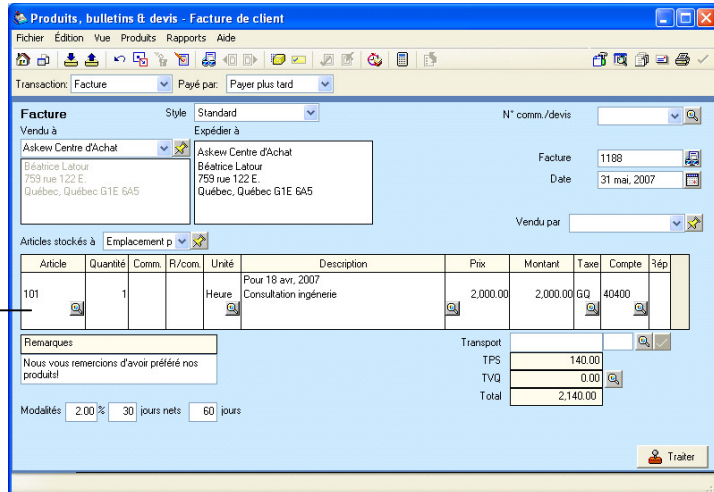 Produits, bulletins & devis - Facture de client
Fichier Édition Vue Produits Rapports Aide
Transaction: Facture Payé par: Payer plus tard
Facture Style Standard N° comm./devis
Vendu à Expédier à
Askew Centre d'Achat Askew Centre d'Achat
Béatrice Latour Béatrice Latour Facture 1188
759 rue 122 E. 759 rue 122 E. Date 31 mai, 2007
Québec, Québec G1E 6A5 Québec, Québec G1E 6A5
Vendu par
Articles stockés à Emplacement p
Article Quantité Comm. R/com. Unité Description Prix Montant Taxe Compte Rép
Pour 18 avr, 2007
101 1 Heure Consultation ingénerie 2,000.00 2,000.00 GQ 40400
Remarques Transport
Nous vous remercions d'avoir préféré nos TPS 140.00
produits! TVQ 0.00
Total 2,140.00
Modalités 2.00 % 30 jours nets 60 jours
Traiter